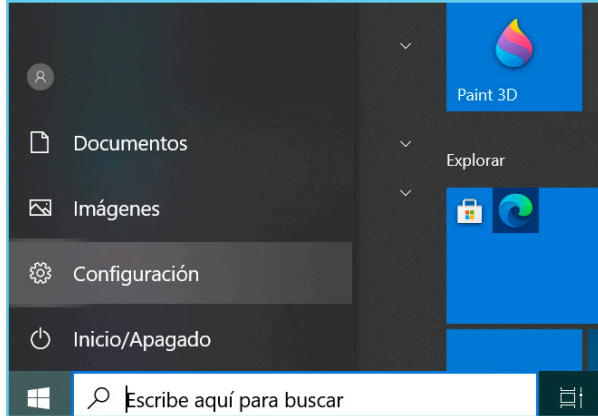 Paint 3D
Documentos
Explorar
Imágenes
Configuración
Inicio/Apagado
Escribe aquí para buscar